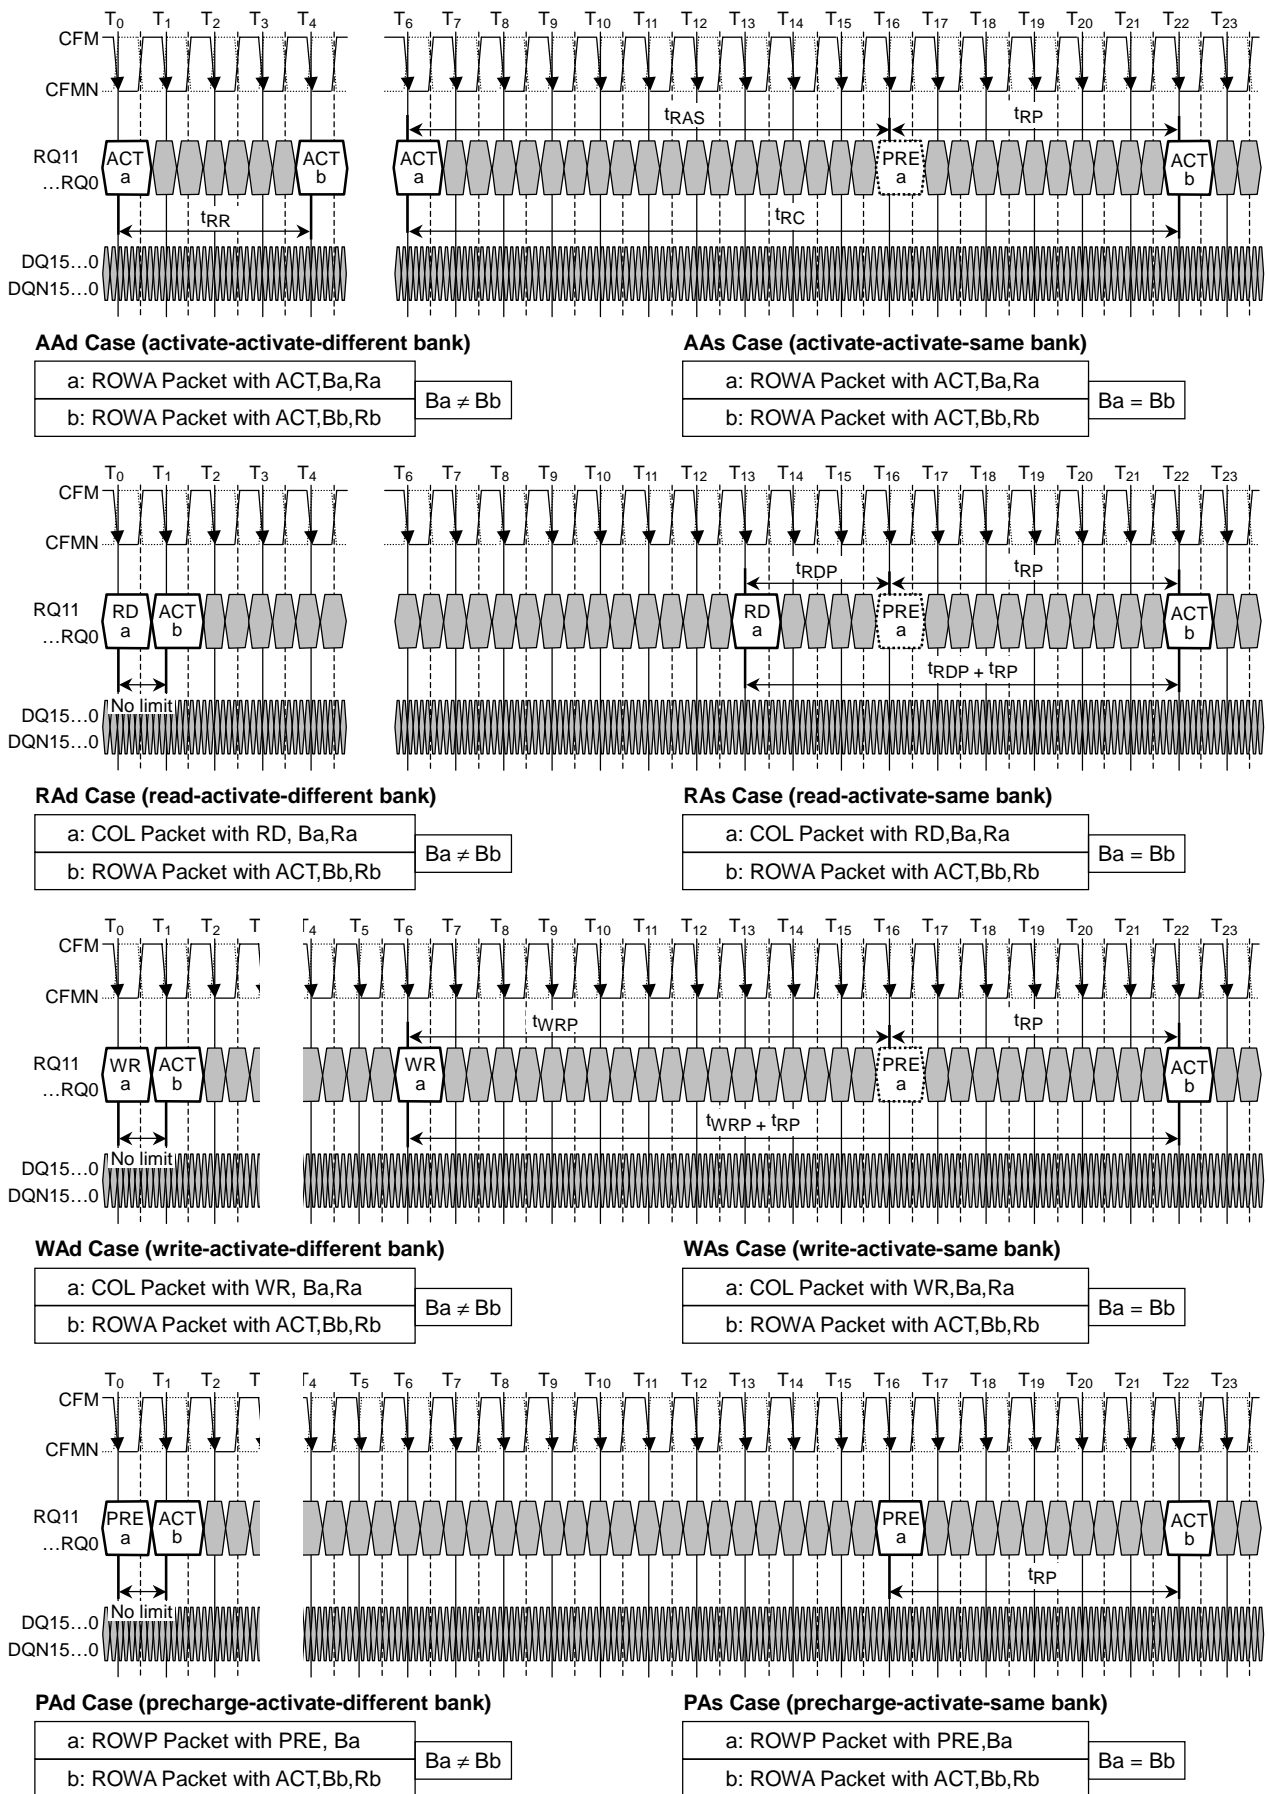 T0 T1 T2 T3 T4 T6 T7 T8 T9 T10 T11 T12 T13 T14 T15 T16 T17 T18 T19 T20 T21 T22 T23
CFM
CFMN
tRAS tRP
RQ11 ACT ACT ACT PRE ACT
…RQ0 a b a a b
tRR tRC
DQ15…0
DQN15…0
AAd Case (activate-activate-different bank) AAs Case (activate-activate-same bank)
a: ROWA Packet with ACT,Ba,Ra a: ROWA Packet with ACT,Ba,Ra
Ba ≠ Bb Ba = Bb
b: ROWA Packet with ACT,Bb,Rb b: ROWA Packet with ACT,Bb,Rb
T0 T1 T2 T3 T4 T6 T7 T8 T9 T10 T11 T12 T13 T14 T15 T16 T17 T18 T19 T20 T21 T22 T23
CFM
CFMN
tRDP tRP
RQ11 RD ACT RD PRE ACT
…RQ0 a b a a b
tRDP + tRP
No limit
DQ15…0
DQN15…0
RAd Case (read-activate-different bank) RAs Case (read-activate-same bank)
a: COL Packet with RD, Ba,Ra a: COL Packet with RD,Ba,Ra
Ba ≠ Bb Ba = Bb
b: ROWA Packet with ACT,Bb,Rb b: ROWA Packet with ACT,Bb,Rb
T0 T1 T2 T T4 T5 T6 T7 T8 T9 T10 T11 T12 T13 T14 T15 T16 T17 T18 T19 T20 T21 T22 T23
CFM
CFMN
tWRP tRP
RQ11 WR ACT WR PRE ACT
…RQ0 a b a a b
tWRP + tRP
No limit
DQ15…0
DQN15…0
WAd Case (write-activate-different bank) WAs Case (write-activate-same bank)
a: COL Packet with WR, Ba,Ra a: COL Packet with WR,Ba,Ra
Ba ≠ Bb Ba = Bb
b: ROWA Packet with ACT,Bb,Rb b: ROWA Packet with ACT,Bb,Rb
T0 T1 T2 T T4 T5 T6 T7 T8 T9 T10 T11 T12 T13 T14 T15 T16 T17 T18 T19 T20 T21 T22 T23
CFM
CFMN
RQ11 PRE ACT PRE ACT
…RQ0 a b a b
tRP
No limit
DQ15…0
DQN15…0
PAd Case (precharge-activate-different bank) PAs Case (precharge-activate-same bank)
a: ROWP Packet with PRE, Ba a: ROWP Packet with PRE,Ba
Ba ≠ Bb Ba = Bb
b: ROWA Packet with ACT,Bb,Rb b: ROWA Packet with ACT,Bb,Rb